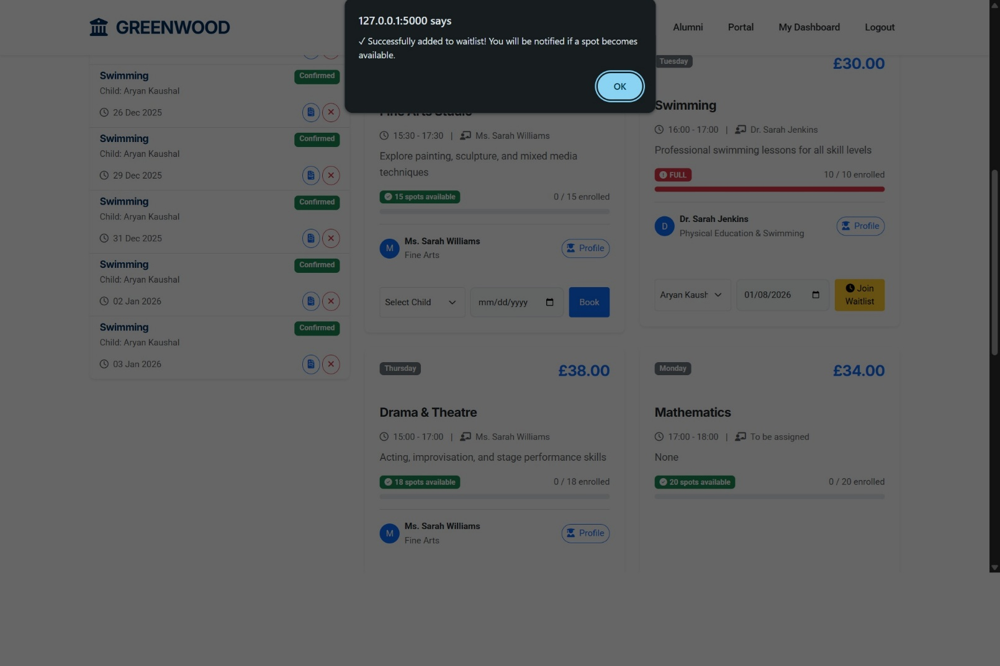 127.0.0.1:5000 says
✓ Successfully added to waitlist! You will be notified if a spot becomes
available.
OK
GREENWOOD
Alumni
Portal
My Dashboard
Logout
Swimming
Confirmed
Child: Aryan Kaushal
26 Dec 2025
Swimming
Confirmed
Child: Aryan Kaushal
29 Dec 2025
Swimming
Confirmed
Child: Aryan Kaushal
31 Dec 2025
Swimming
Confirmed
Child: Aryan Kaushal
02 Jan 2026
Swimming
Confirmed
Child: Aryan Kaushal
03 Jan 2026
Fine Arts Studio
15:30 - 17:30 | Ms. Sarah Williams
Explore painting, sculpture, and mixed media
techniques
15 spots available
0 / 15 enrolled
M
Ms. Sarah Williams
Fine Arts
Profile
Select Child
mm/dd/yyyy
Book
Tuesday
£30.00
Swimming
16:00 - 17:00 | Dr. Sarah Jenkins
Professional swimming lessons for all skill levels
FULL
10 / 10 enrolled
D
Dr. Sarah Jenkins
Physical Education & Swimming
Profile
Aryan Kaush
01/08/2026
Join
Waitlist
Thursday
£38.00
Drama & Theatre
15:00 - 17:00 | Ms. Sarah Williams
Acting, improvisation, and stage performance skills
18 spots available
0 / 18 enrolled
M
Ms. Sarah Williams
Fine Arts
Profile
Monday
£34.00
Mathematics
17:00 - 18:00 | To be assigned
None
20 spots available
0 / 20 enrolled